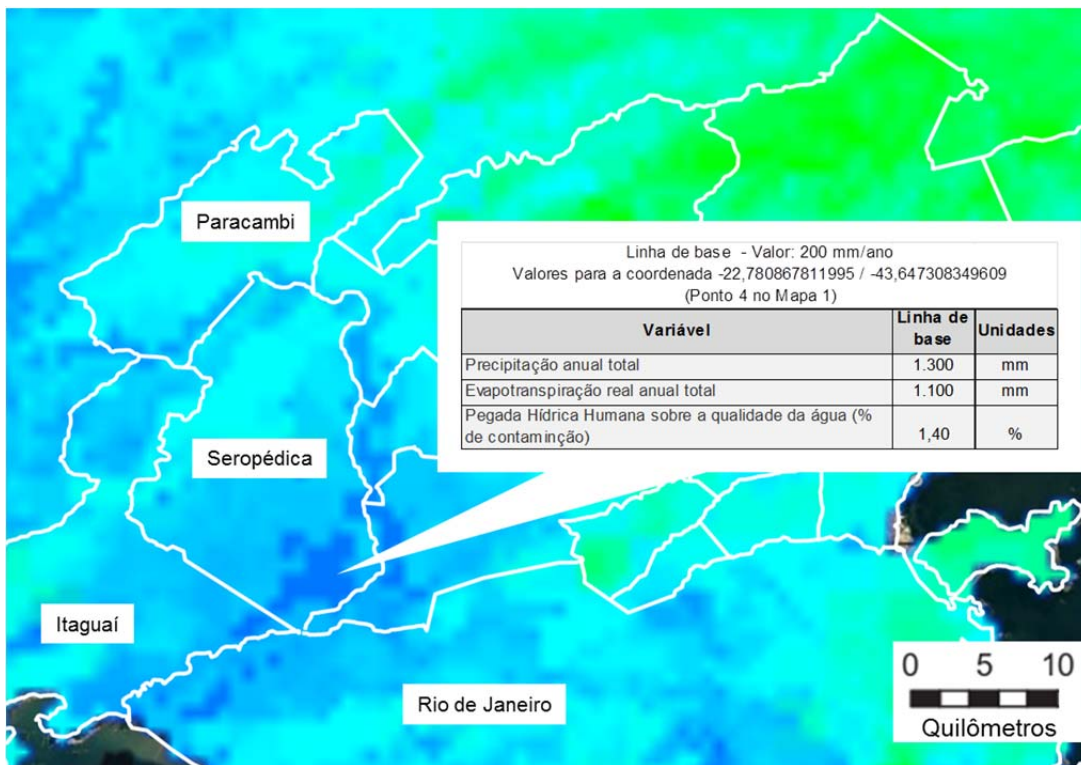 Paracambi
Linha de base - Valor: 200 mm/ano
Valores para a coordenada -22,780867811995 / -43,647308349609
(Ponto 4 no Mapa 1)
Variável
Linha de
base
Unidades
Precipitação anual total 1.300 mm
Evapotranspiração real anual total 1.100 mm
Pegada Hídrica Humana sobre a qualidade da água (%
de contaminção) 1,40 %
Seropédica
Itaguaí
Rio de Janeiro
0 5 10
Quilômetros